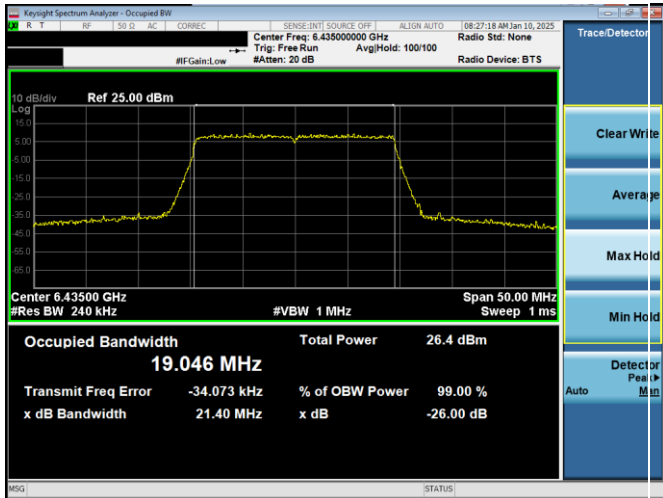 Keysight Spectrum Analyzer - Occupied BW
R T RF 50 Ω AC CORREC SENSE:INT SOURCE OFF ALIGN AUTO 08:27:18 AM Jan 10, 2025
Center Freq: 6.435000000 GHz Radio Std: None
Trig: Free Run Avg|Hold: 100/100
#IFGain:Low #Atten: 20 dB Radio Device: BTS
Trace/Detector
10 dB/div Ref 25.00 dBm
Log
15.0
5.00
-5.00
-15.0
-25.0
-35.0
-45.0
-55.0
-65.0
Center 6.43500 GHz Span 50.00 MHz
#Res BW 240 kHz #VBW 1 MHz Sweep 1 ms
Occupied Bandwidth Total Power 26.4 dBm
19.046 MHz
Transmit Freq Error -34.073 kHz % of OBW Power 99.00 %
x dB Bandwidth 21.40 MHz x dB -26.00 dB
Clear Write
Average
Max Hold
Min Hold
Detector
Peak▶
Auto Man
MSG STATUS